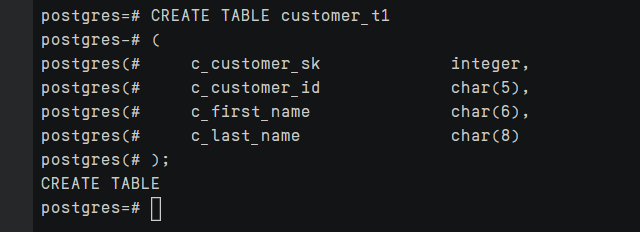 postgres=# CREATE TABLE customer_t1
postgres-# (
postgres(#     c_customer_sk             integer,
postgres(#     c_customer_id             char(5),
postgres(#     c_first_name              char(6),
postgres(#     c_last_name               char(8)
postgres(# );
CREATE TABLE
postgres=#